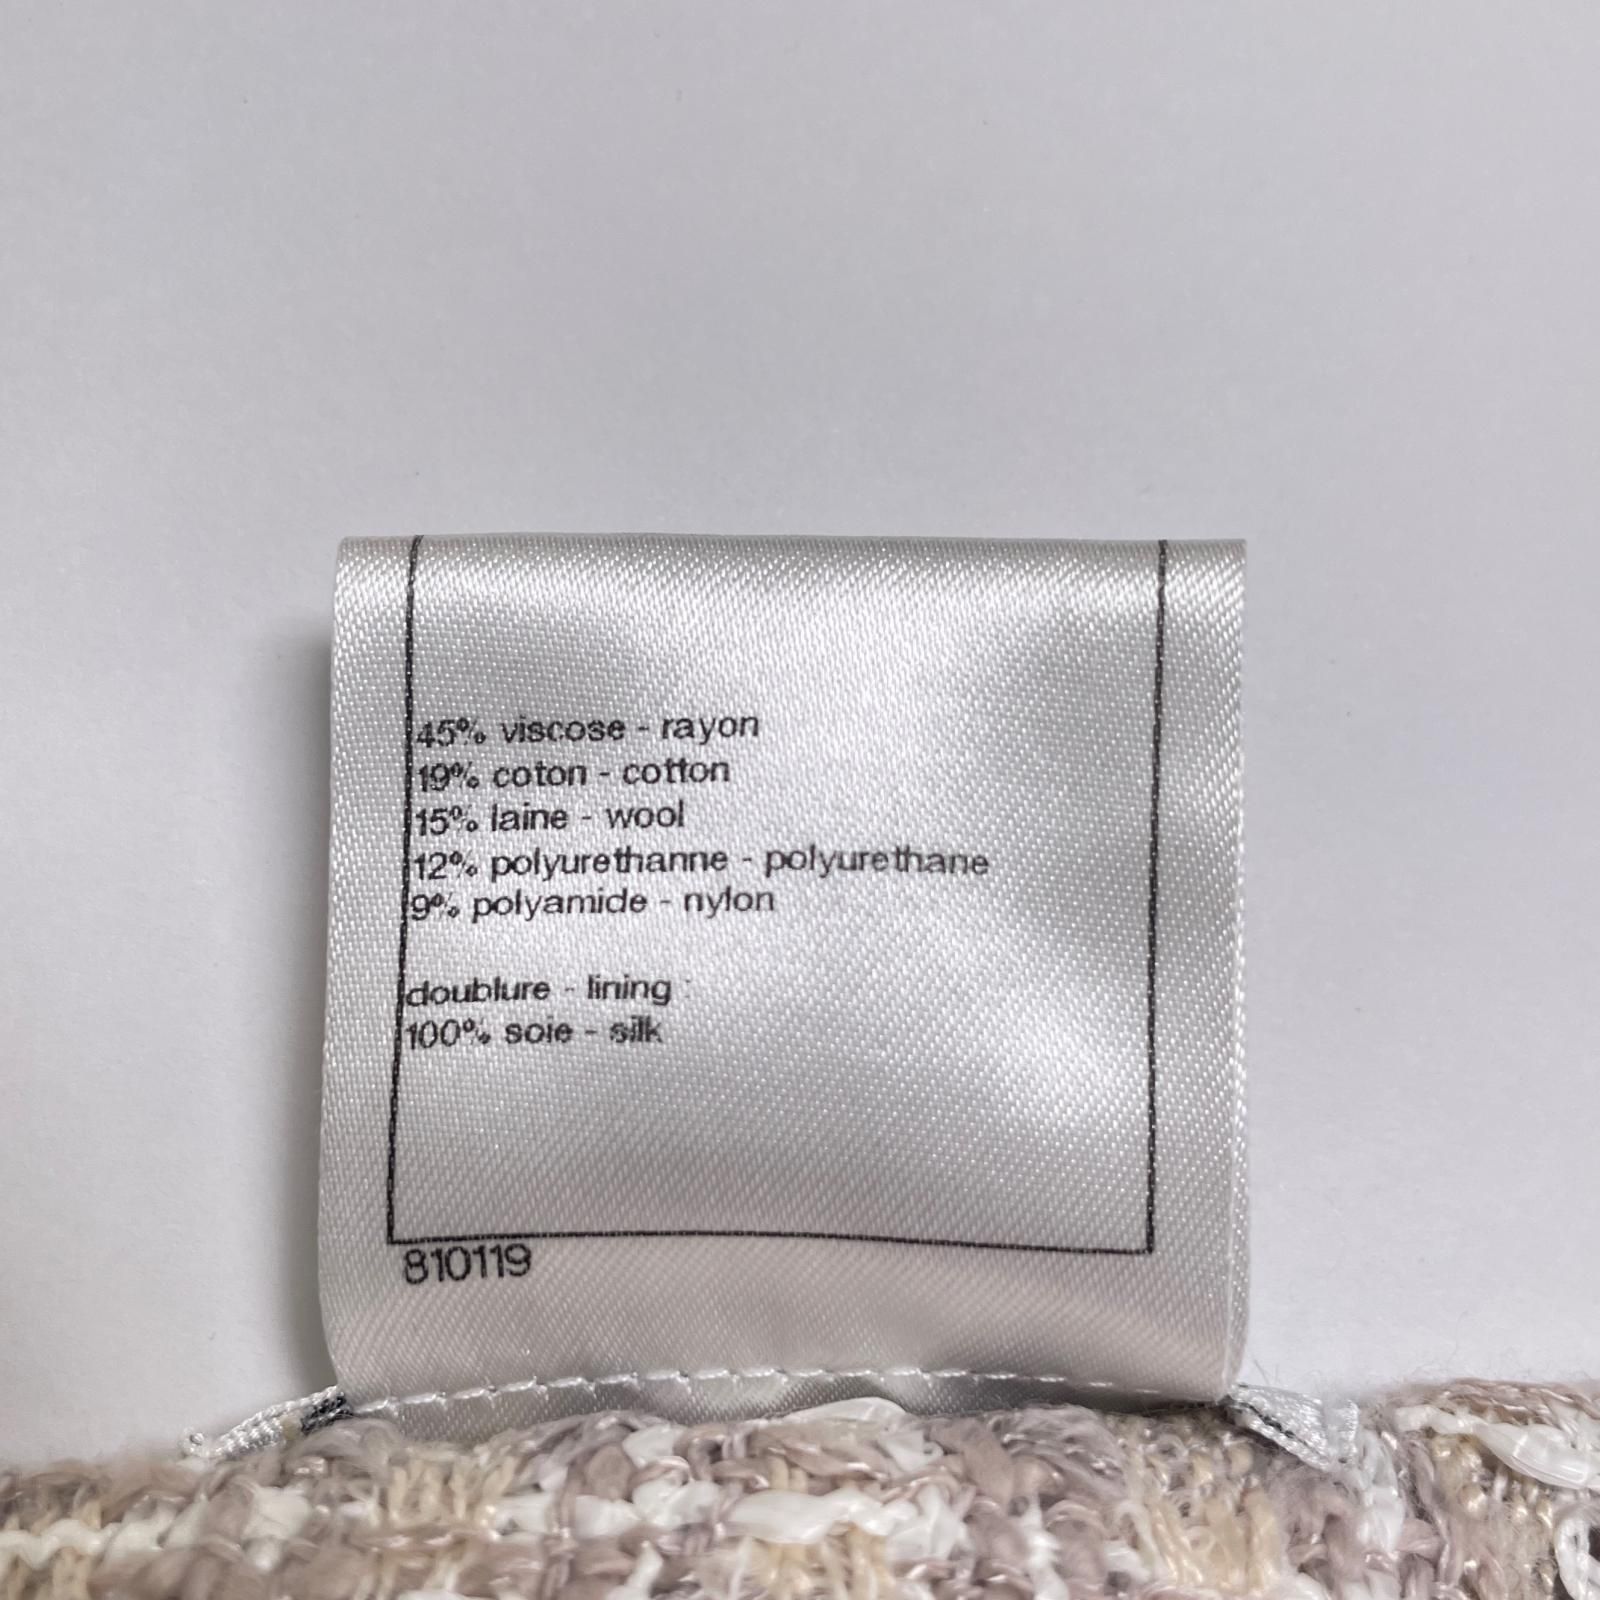 45% viscose - rayon
19% coton - cotton
15% laine - wool
12% polyurethanne - polyurethane
9% polyamide - nylon
doublure - lining :
100% soie - silk
810119